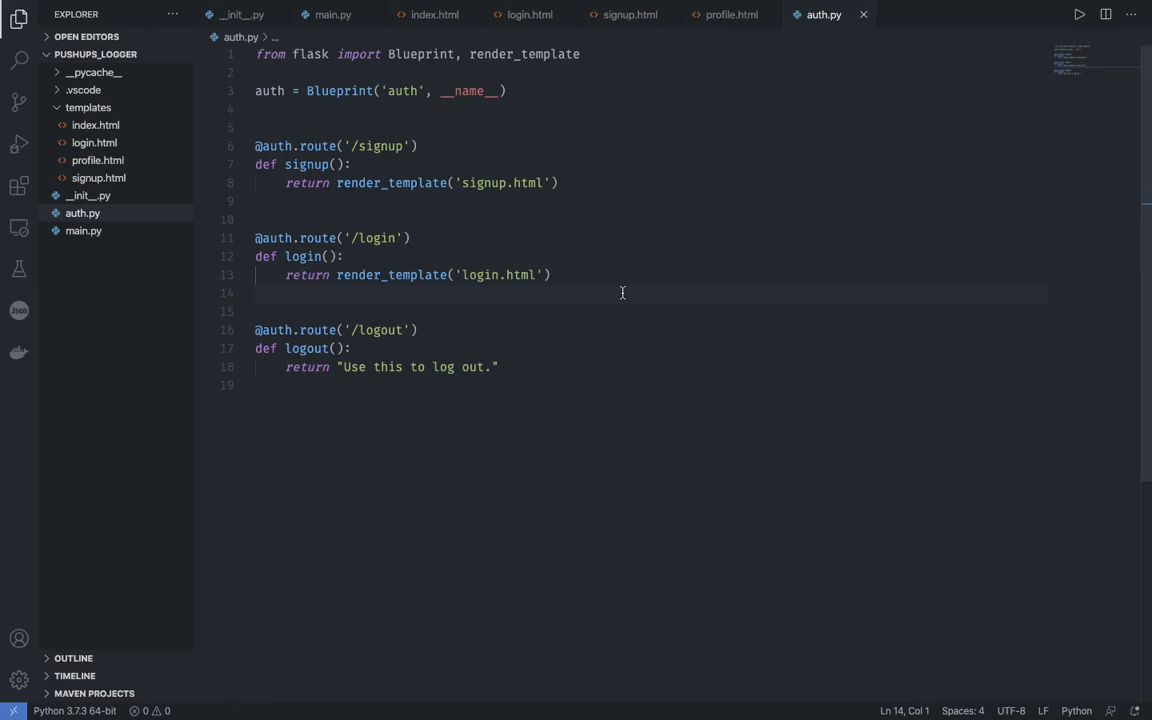 EXPLORER
OPEN EDITORS
PUSHUPS_LOGGER
__pycache__
.vscode
templates
index.html
login.html
profile.html
signup.html
__init__.py
auth.py
main.py
OUTLINE
TIMELINE
MAVEN PROJECTS
__init__.py main.py index.html login.html signup.html profile.html auth.py
auth.py > ...
1 from flask import Blueprint, render_template
2
3 auth = Blueprint('auth', __name__)
4
5
6 @auth.route('/signup')
7 def signup():
8 return render_template('signup.html')
9
10
11 @auth.route('/login')
12 def login():
13 return render_template('login.html')
14
15
16 @auth.route('/logout')
17 def logout():
18 return "Use this to log out."
19
Python 3.7.3 64-bit 0 0 Ln 14, Col 1 Spaces: 4 UTF-8 LF Python